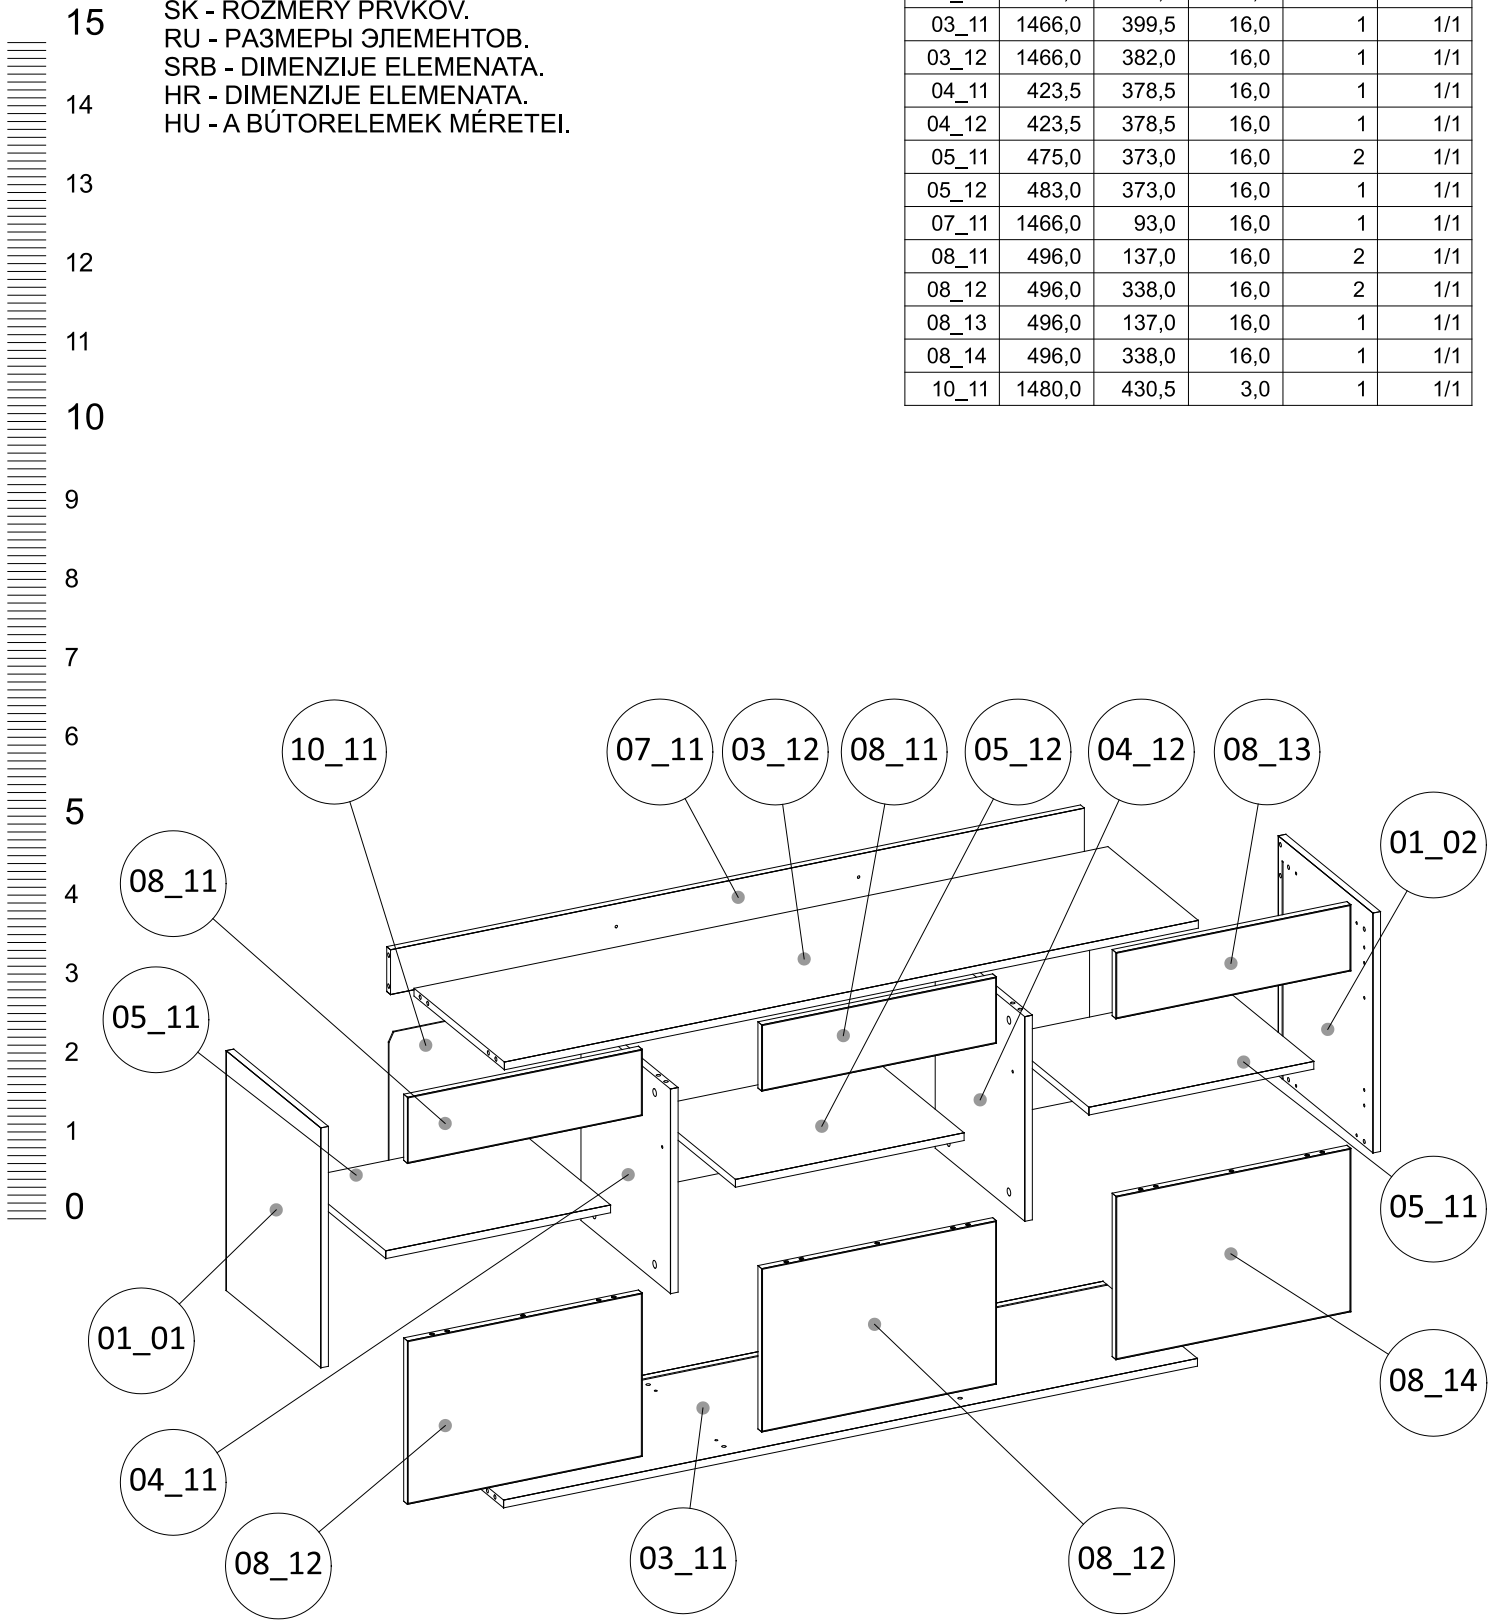 15
SK - ROZMERY PRVKOV.
RU - РАЗМЕРЫ ЭЛЕМЕНТОВ.
SRB - DIMENZIJE ELEMENATA.
HR - DIMENZIJE ELEMENATA.
HU - A BÚTORELEMEK MÉRETEI.
03_11 1466,0 399,5 16,0 1 1/1
03_12 1466,0 382,0 16,0 1 1/1
04_11 423,5 378,5 16,0 1 1/1
04_12 423,5 378,5 16,0 1 1/1
05_11 475,0 373,0 16,0 2 1/1
05_12 483,0 373,0 16,0 1 1/1
07_11 1466,0 93,0 16,0 1 1/1
08_11 496,0 137,0 16,0 2 1/1
08_12 496,0 338,0 16,0 2 1/1
08_13 496,0 137,0 16,0 1 1/1
08_14 496,0 338,0 16,0 1 1/1
10_11 1480,0 430,5 3,0 1 1/1
14
13
12
11
10
9
8
7
6
5
4
3
2
1
0
10_11
07_11
03_12
08_11
05_12
04_12
08_13
01_02
08_11
05_11
05_11
01_01
08_14
04_11
08_12
03_11
08_12